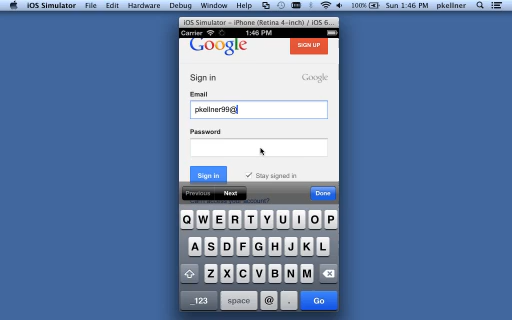 iOS Simulator File Edit Hardware Debug Window Help 100% Sun 1:46 PM pkellner
iOS Simulator – iPhone (Retina 4-inch) / iOS 6...
Carrier 1:46 PM
Google SIGN UP
Sign in Google
Email
pkellner99@
Password
Sign in Stay signed in
Previous Next Done
Q W E R T Y U I O P
A S D F G H J K L
Z X C V B N M
_123 space @ . Go